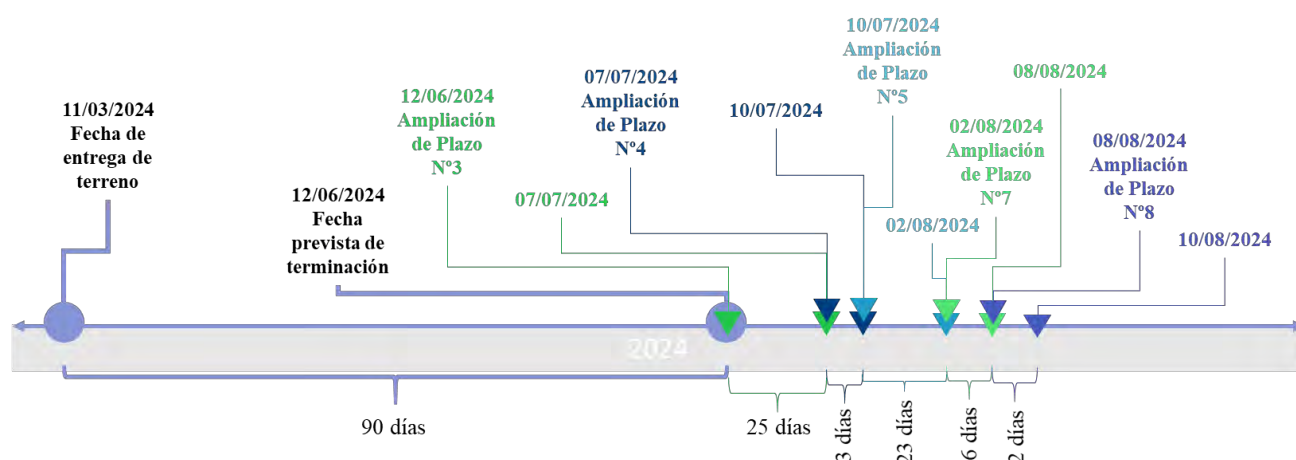 11/03/2024
Fecha de
entrega de
terreno
12/06/2024
Fecha
prevista de
terminación
12/06/2024
Ampliación
de Plazo
Nº3
07/07/2024
07/07/2024
Ampliación
de Plazo
Nº4
10/07/2024
10/07/2024
Ampliación
de Plazo
Nº5
02/08/2024
02/08/2024
Ampliación
de Plazo
Nº7
08/08/2024
08/08/2024
Ampliación
de Plazo
Nº8
10/08/2024
2024
90 días
25 días
3 días
23 días
6 días
2 días